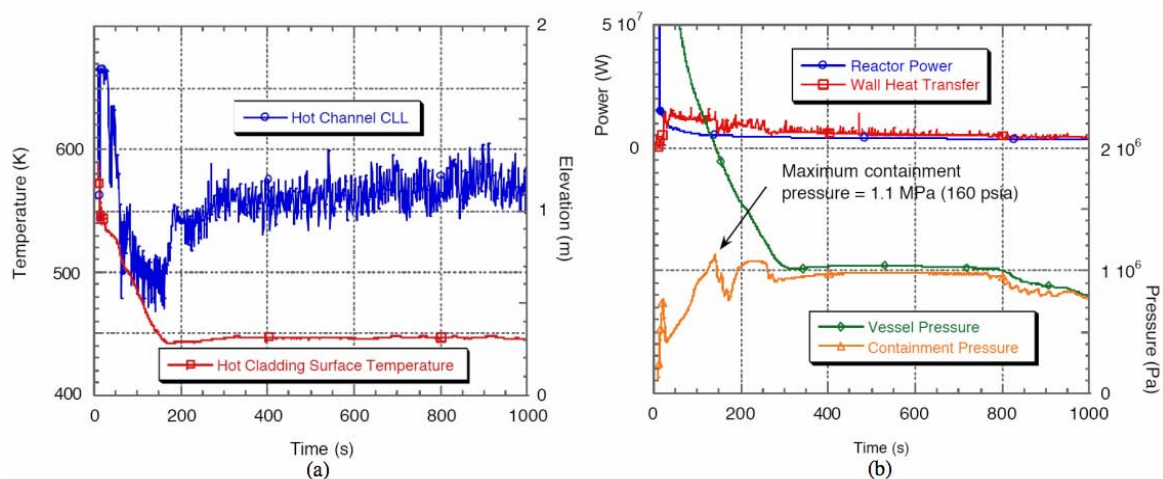 2
600
500
400
Temperature (K)
Hot Channel CLL
Hot Cladding Surface Temperature
1
0
Elevation (m)
0 200 400 600 800 1000
Time (s)
(a)
5 10^7
0
Power (W)
Reactor Power
Wall Heat Transfer
Maximum containment
pressure = 1.1 MPa (160 psia)
Vessel Pressure
Containment Pressure
2 10^6
1 10^6
0
Pressure (Pa)
0 200 400 600 800 1000
Time (s)
(b)